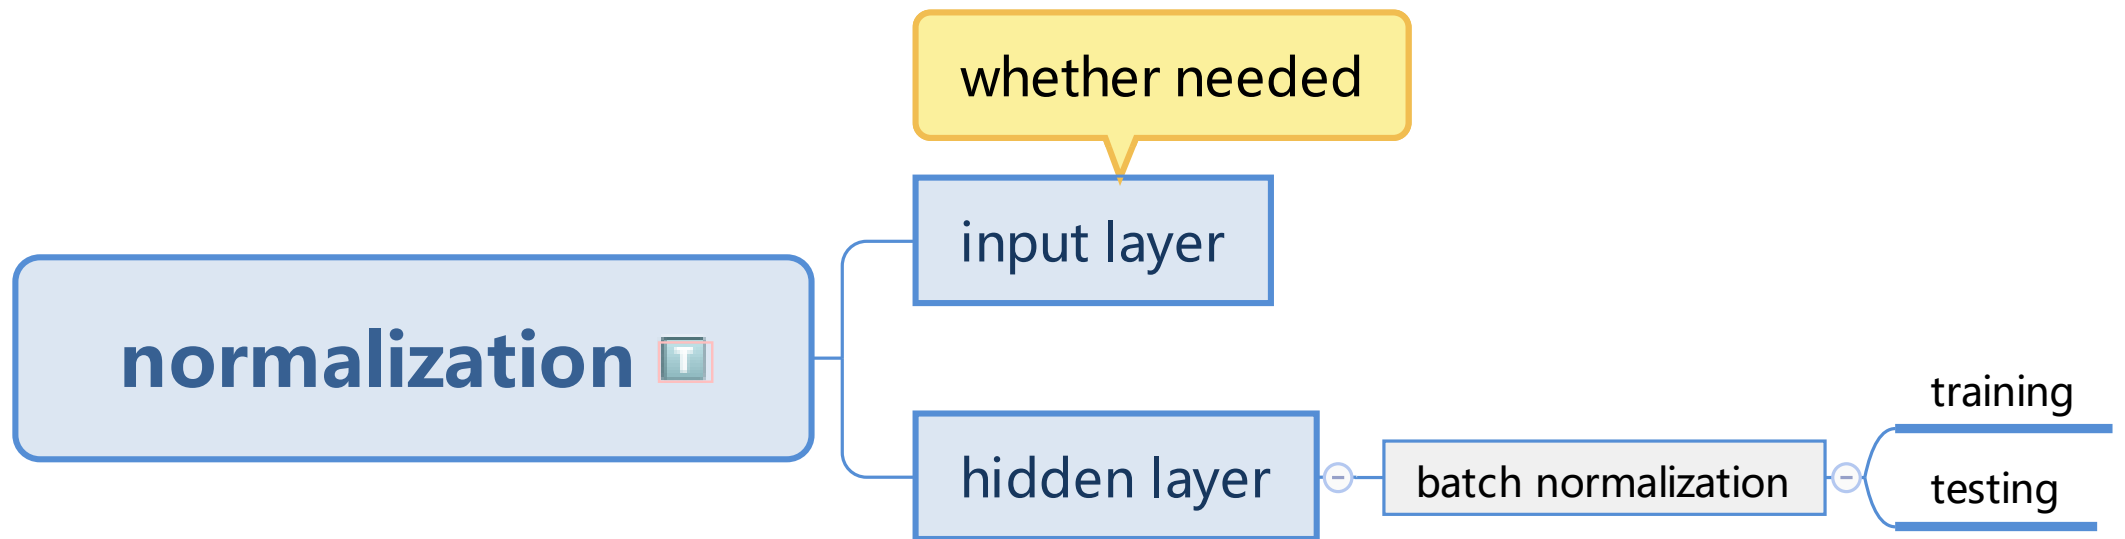 whether needed
input layer
normalization T
hidden layer
batch normalization
training
testing